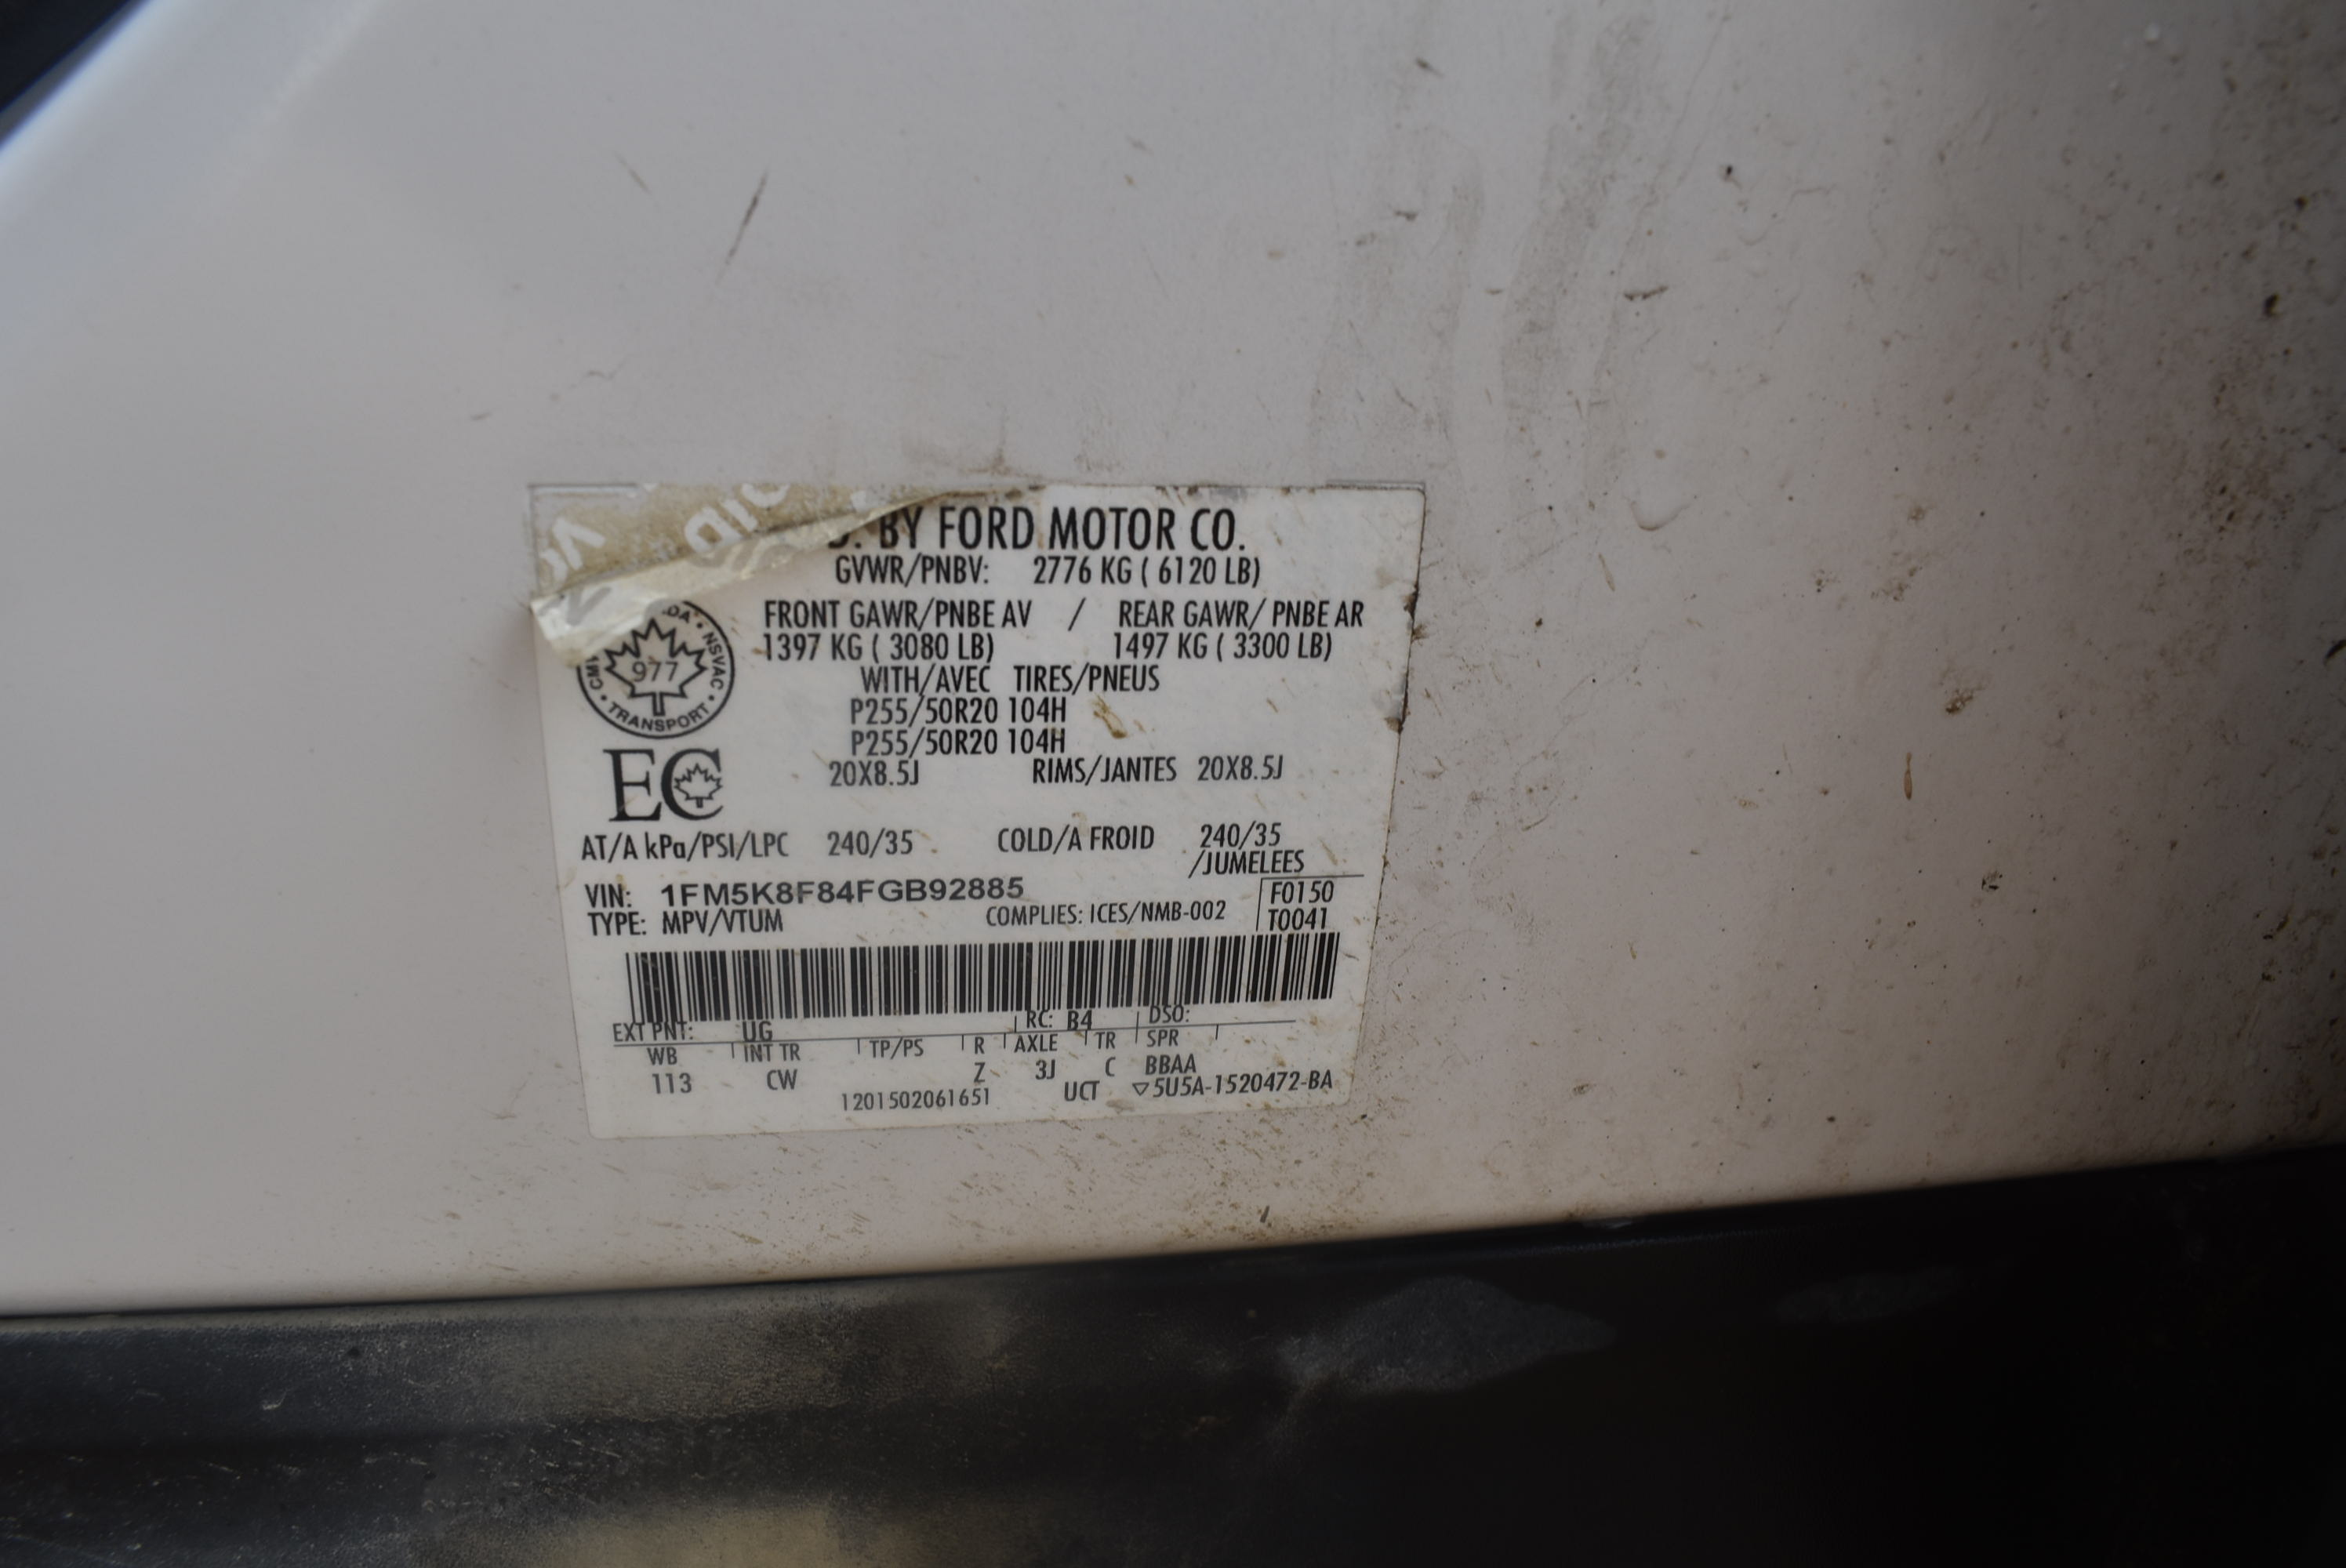 . BY FORD MOTOR CO.
GVWR/PNBV: 2776 KG ( 6120 LB)
FRONT GAWR/PNBE AV / REAR GAWR/ PNBE AR
1397 KG ( 3080 LB) 1497 KG ( 3300 LB)
WITH/AVEC TIRES/PNEUS
P255/50R20 104H
P255/50R20 104H
20X8.5J RIMS/JANTES 20X8.5J
977
NSVAC • TRANSPORT •
EC
AT/A kPa/PSI/LPC 240/35 COLD/A FROID 240/35
/JUMELEES
VIN: 1FM5K8F84FGB92885
F0150
TYPE: MPV/VTUM COMPLIES: ICES/NMB-002 T0041
EXT PNT: UG RC: B4 DSO:
WB INT TR TP/PS R AXLE TR SPR
113 CW Z 3J C BBAA
1201502061651 UCT ▽5U5A-1520472-BA